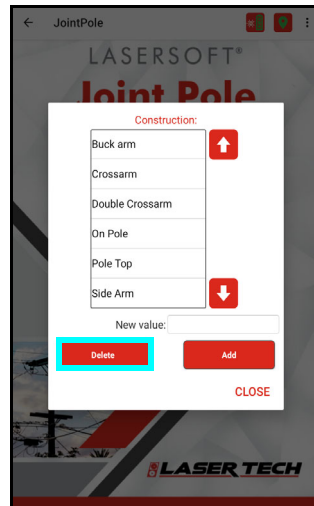 JointPole
LASERSOFT®
Joint Pole
Construction:
Buck arm
Crossarm
Double Crossarm
On Pole
Pole Top
Side Arm
New value:
Delete
Add
CLOSE
LASER TECH